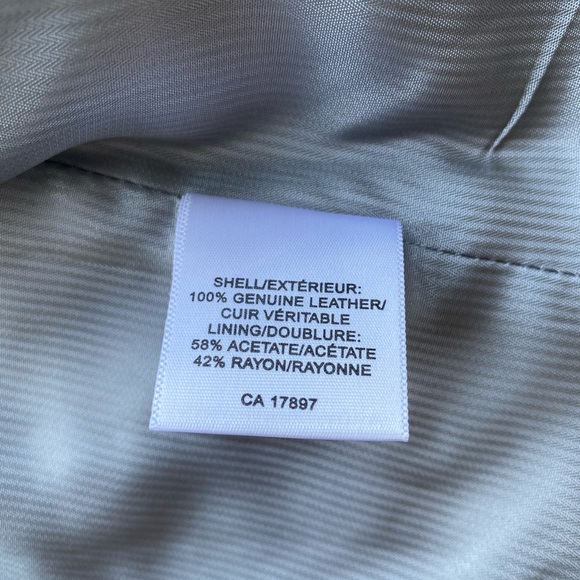 SHELL/EXTÉRIEUR:
100% GENUINE LEATHER/
CUIR VÉRITABLE
LINING/DOUBLURE:
58% ACETATE/ACÉTATE
42% RAYON/RAYONNE
CA 17897